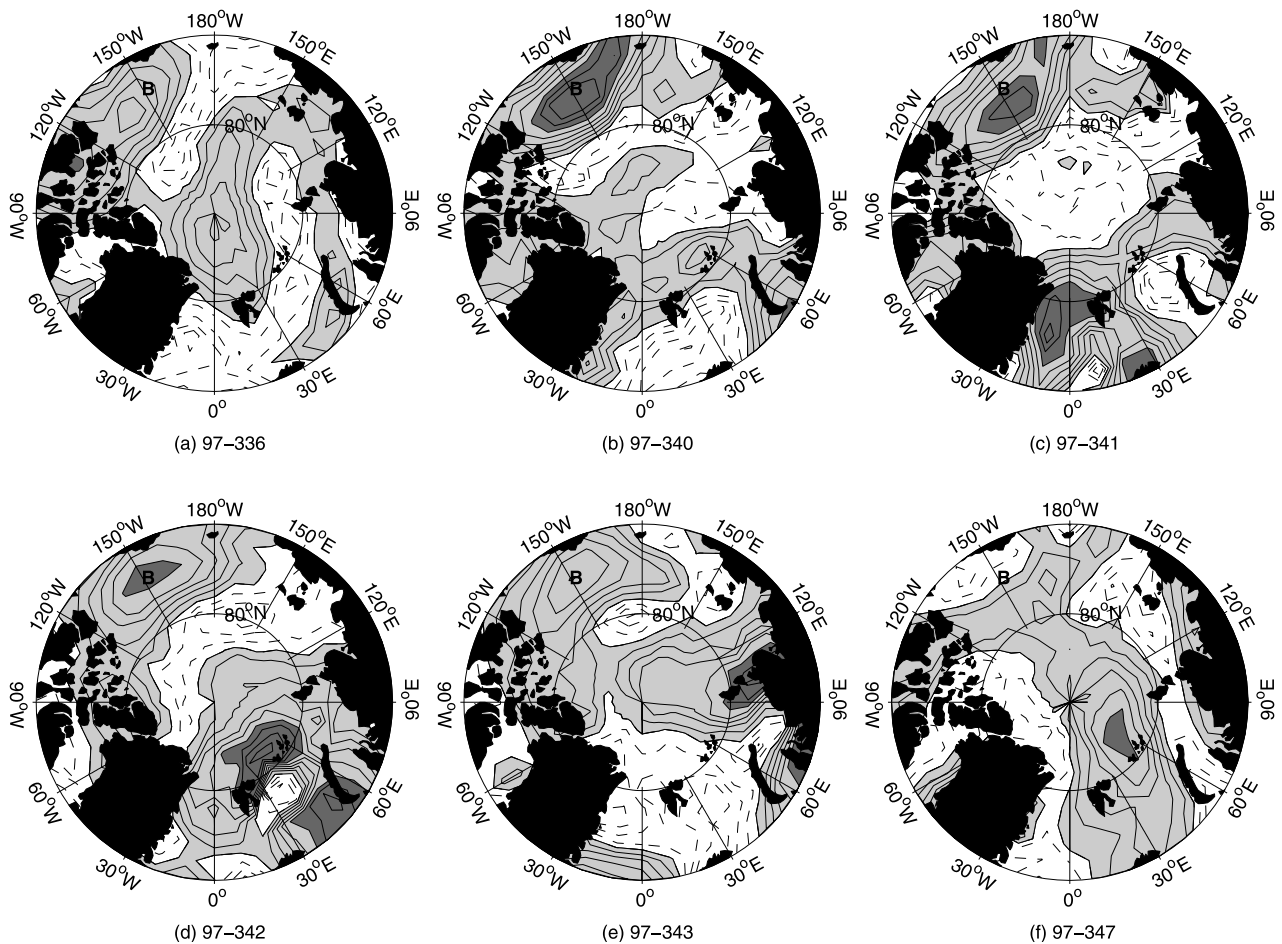 180°W 180°W 180°W
150°W 150°E 150°W 150°E 150°W 150°E
B B B
120°W 80°N 120°E 120°W 80°N 120°E 120°W 80°N 120°E
90°W 90°E 90°W 90°E 90°W 90°E
60°W 60°E 60°W 60°E 60°W 60°E
30°W 30°E 30°W 30°E 30°W 30°E
0° 0° 0°
(a) 97−336 (b) 97−340 (c) 97−341
180°W 180°W 180°W
150°W 150°E 150°W 150°E 150°W 150°E
B B B
120°W 80°N 120°E 120°W 80°N 120°E 120°W 80°N 120°E
90°W 90°E 90°W 90°E 90°W 90°E
60°W 60°E 60°W 60°E 60°W 60°E
30°W 30°E 30°W 30°E 30°W 30°E
0° 0° 0°
(d) 97−342 (e) 97−343 (f) 97−347